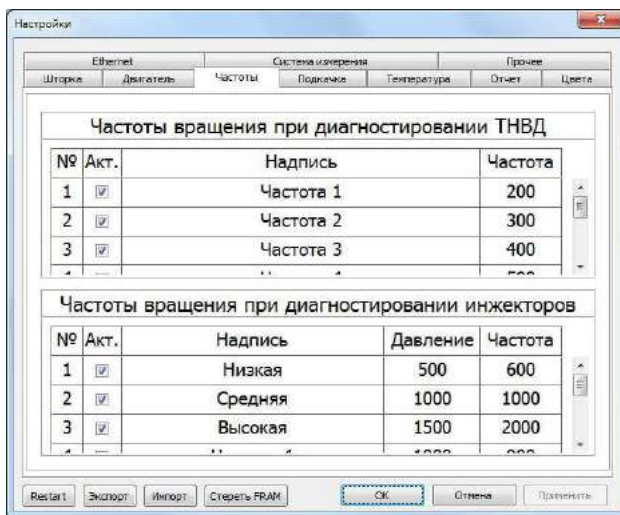 Настройки
Ethernet Система измерения Прочее
Шторка Двигатель Частоты Подкачка Температура Отчет Цвета
Частоты вращения при диагностировании ТНВД
№ Акт. Надпись Частота
1 Частота 1 200
2 Частота 2 300
3 Частота 3 400
Частоты вращения при диагностировании инжекторов
№ Акт. Надпись Давление Частота
1 Низкая 500 600
2 Средняя 1000 1000
3 Высокая 1500 2000
Restart Экспорт Импорт Стереть FRAM OK Отмена Применить